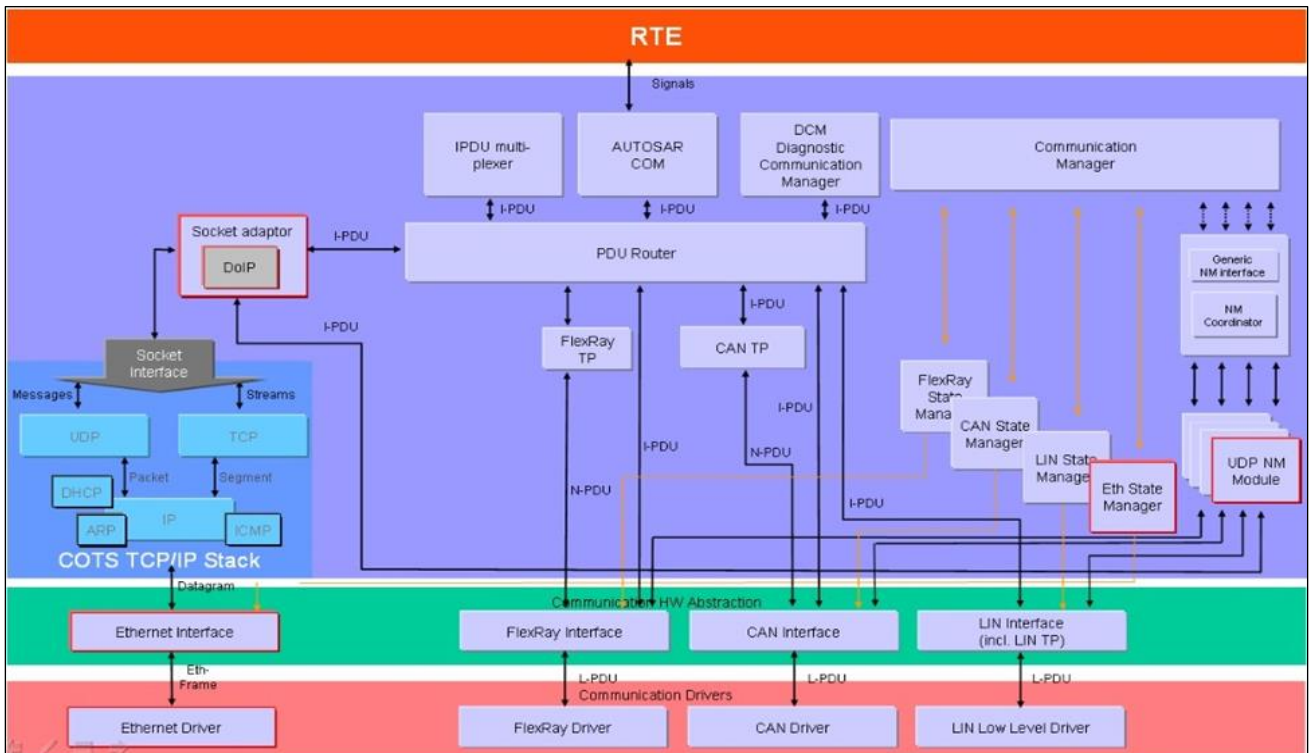 RTE
Signals
IPDU multi-
plexer
AUTOSAR
COM
DCM
Diagnostic
Communication
Manager
Communication
Manager
I-PDU
I-PDU
I-PDU
Socket adaptor
DoIP
I-PDU
PDU Router
Generic
NM interface
NM
Coordinator
I-PDU
I-PDU
FlexRay
TP
CAN TP
Socket
Interface
Messages
Streams
UDP
TCP
Packet
Segment
DHCP
IP
ARP
ICMP
COTS TCP/IP Stack
I-PDU
I-PDU
N-PDU
N-PDU
I-PDU
FlexRay
State
Manager
CAN State
Manager
LIN State
Manager
Eth State
Manager
UDP NM
Module
Datagram
Communication HW Abstraction
Ethernet Interface
FlexRay Interface
CAN Interface
LIN Interface
(incl. LIN TP)
Eth-
Frame
L-PDU
L-PDU
L-PDU
Communication Drivers
Ethernet Driver
FlexRay Driver
CAN Driver
LIN Low Level Driver